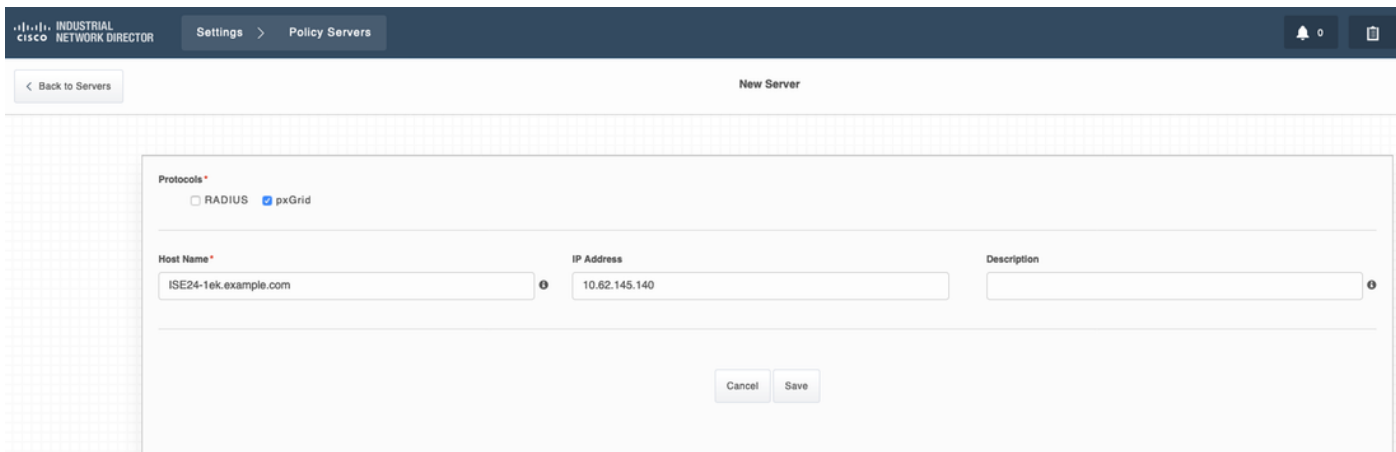 INDUSTRIAL
CISCO NETWORK DIRECTOR
Settings > Policy Servers
0
< Back to Servers
New Server
Protocols*
RADIUS pxGrid
Host Name* IP Address Description
ISE24-1ek.example.com 10.62.145.140
Cancel Save